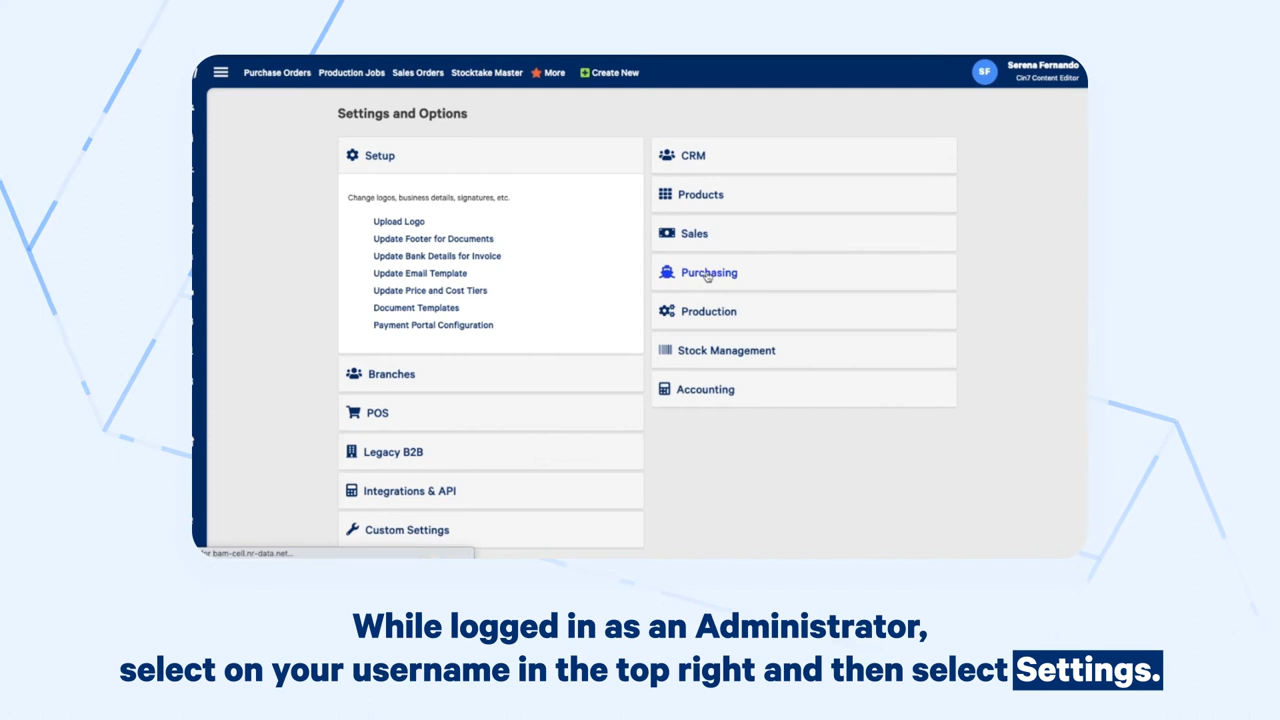 Purchase Orders Production Jobs Sales Orders Stocktake Master More Create New
SF
Serena Fernando
Cin7 Content Editor
Settings and Options
Setup
Change logos, business details, signatures, etc.
Upload Logo
Update Footer for Documents
Update Bank Details for Invoice
Update Email Template
Update Price and Cost Tiers
Document Templates
Payment Portal Configuration
Branches
POS
Legacy B2B
Integrations & API
Custom Settings
CRM
Products
Sales
Purchasing
Production
Stock Management
Accounting
for bam-cell.nr-data.net...
While logged in as an Administrator,
select on your username in the top right and then select Settings.